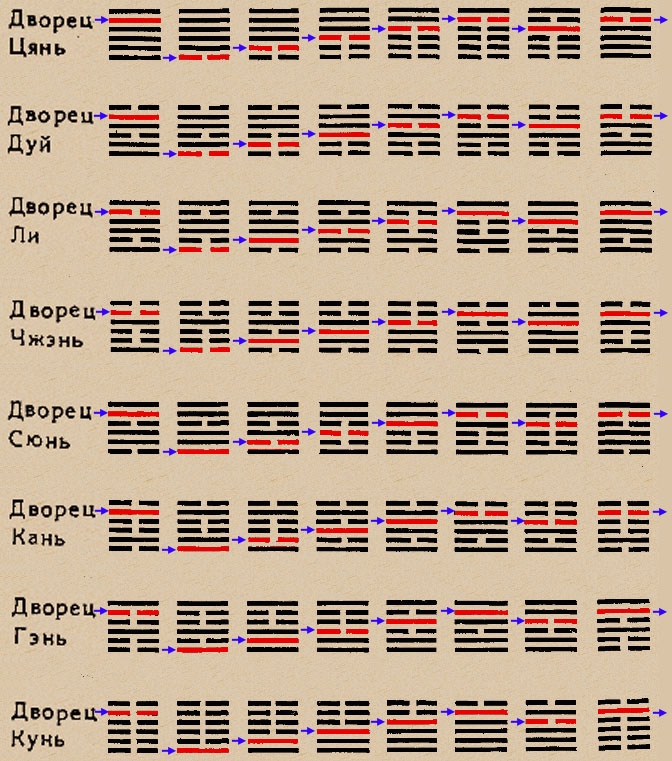 Дворец
Цянь
Дворец
Дуй
Дворец
Ли
Дворец
Чжэнь
Дворец
Сюнь
Дворец
Кань
Дворец
Гэнь
Дворец
Кунь